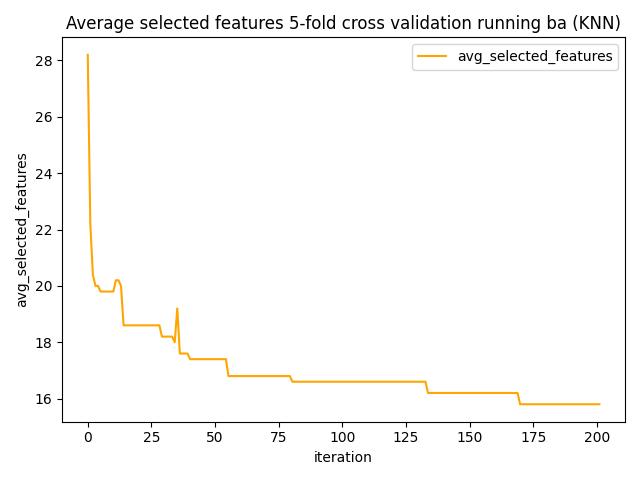 Average selected features 5-fold cross validation running ba (KNN)
avg_selected_features
28
26
24
22
20
18
16
avg_selected_features
0 25 50 75 100 125 150 175 200
iteration